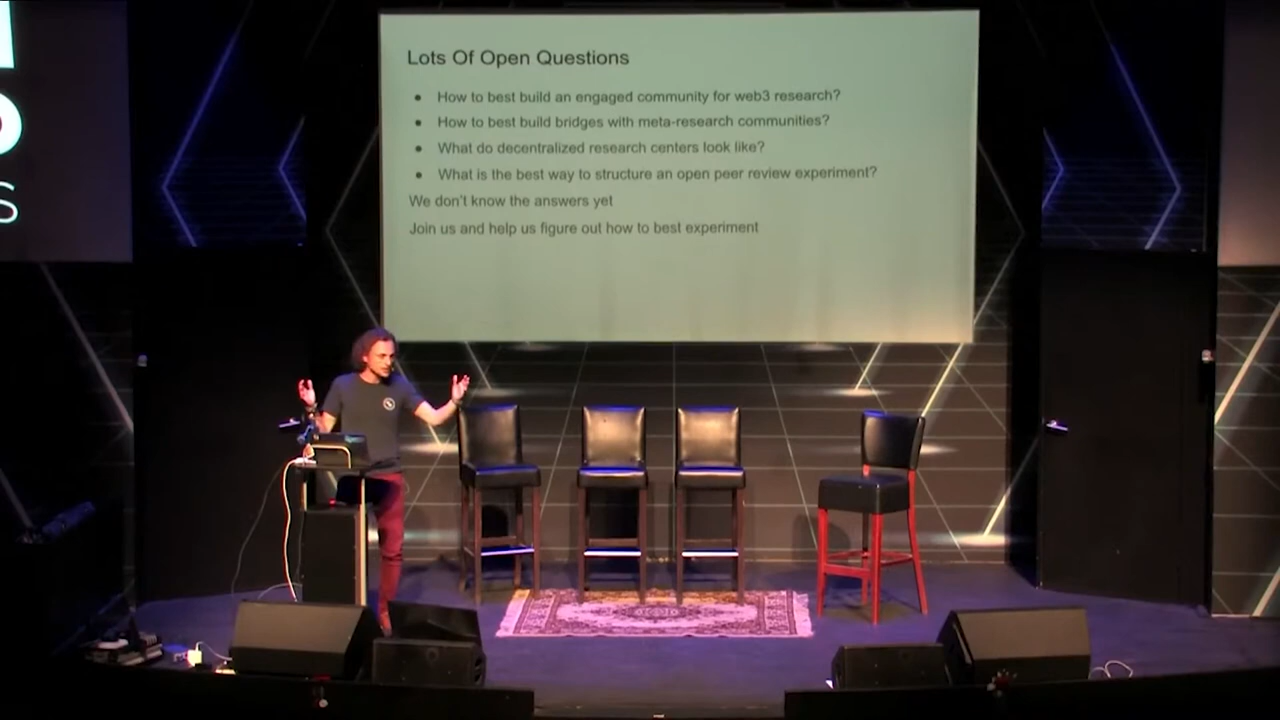 Lots Of Open Questions
• How to best build an engaged community for web3 research?
• How to best build bridges with meta-research communities?
• What do decentralized research centers look like?
• What is the best way to structure an open peer review experiment?
We don't know the answers yet
Join us and help us figure out how to best experiment
S